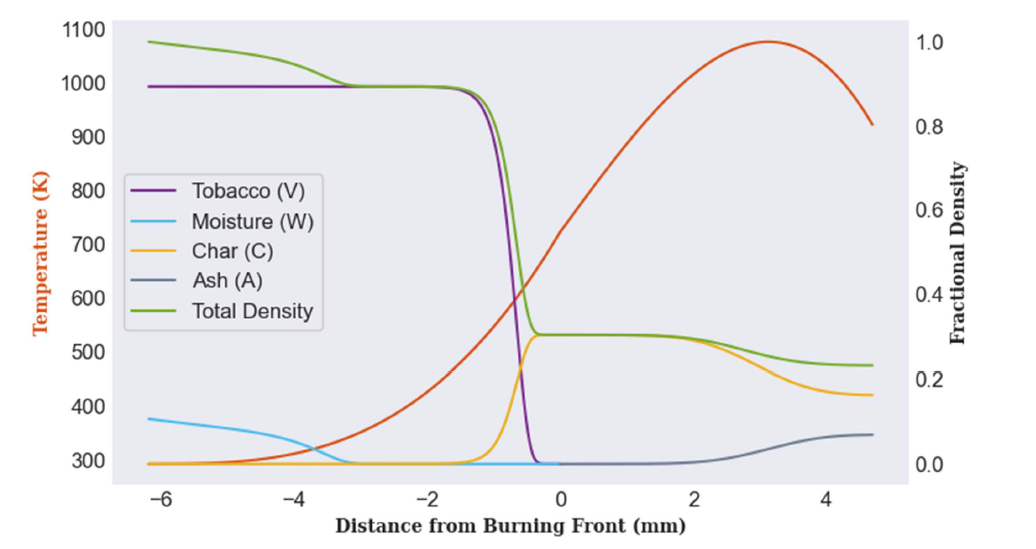 1100
1000
900
800
700
600
500
400
300
Temperature (K)
1.0
0.8
0.6
0.4
0.2
0.0
Fractional Density
Tobacco (V)
Moisture (W)
Char (C)
Ash (A)
Total Density
−6 −4 −2 0 2 4
Distance from Burning Front (mm)